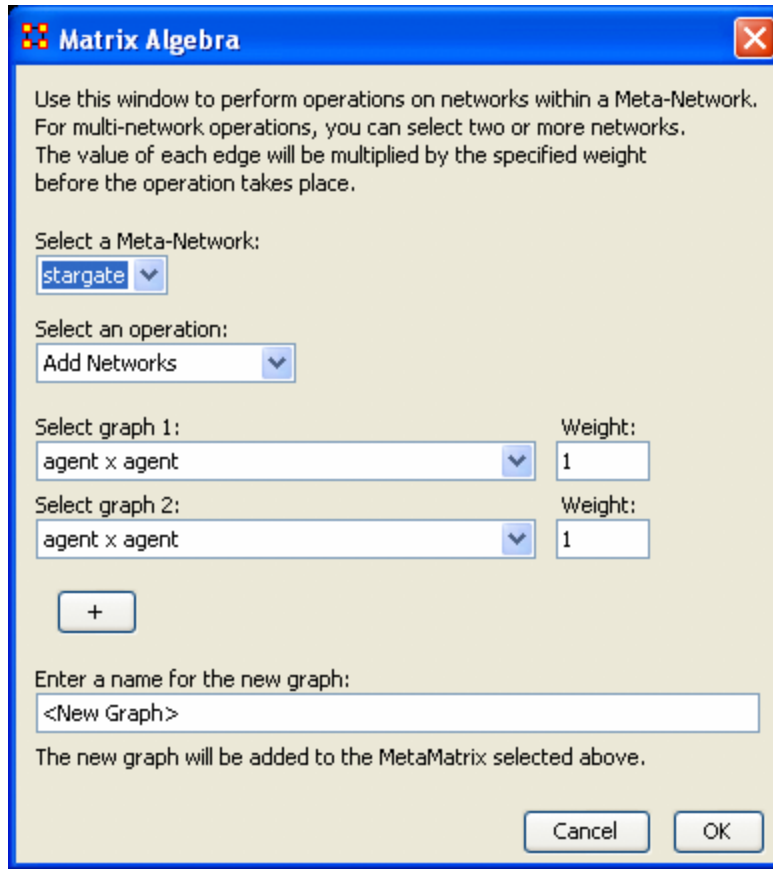 Matrix Algebra
Use this window to perform operations on networks within a Meta-Network.
For multi-network operations, you can select two or more networks.
The value of each edge will be multiplied by the specified weight
before the operation takes place.
Select a Meta-Network:
stargate
Select an operation:
Add Networks
Select graph 1: Weight:
agent x agent 1
Select graph 2: Weight:
agent x agent 1
+
Enter a name for the new graph:
<New Graph>
The new graph will be added to the MetaMatrix selected above.
Cancel OK